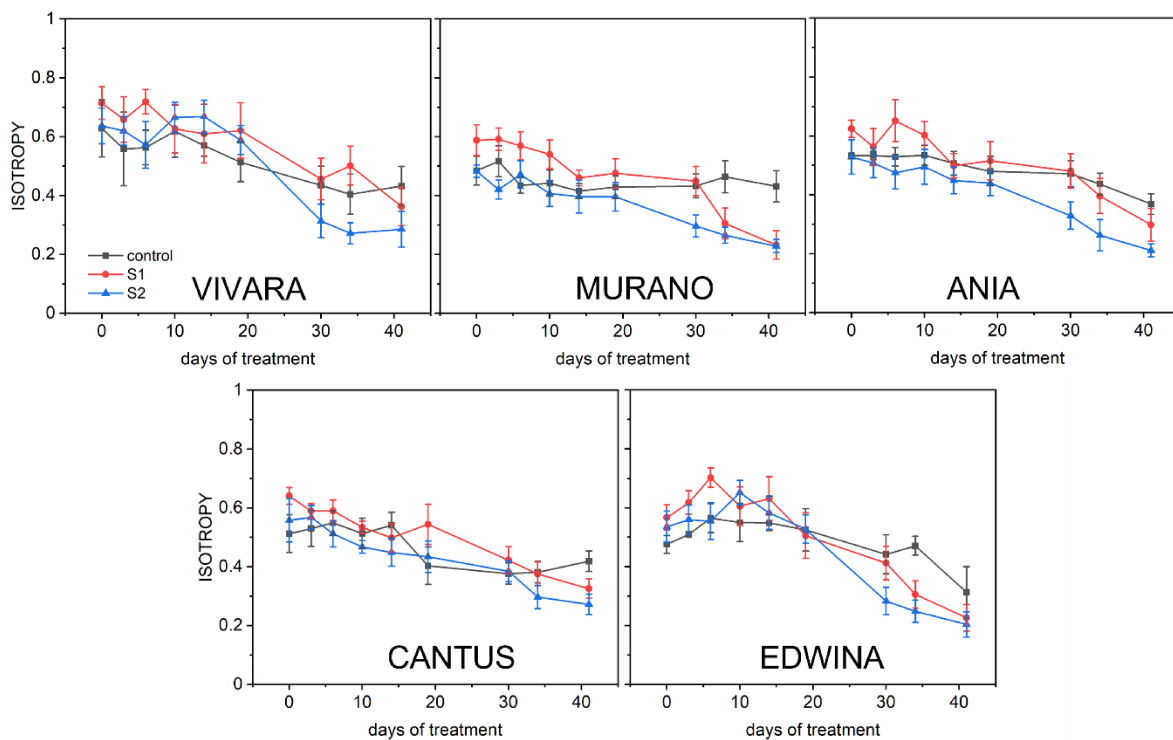 ISOTROPY
1
0.8
0.6
0.4
0.2
0
control
S1
S2
VIVARA
0 10 20 30 40
days of treatment
MURANO
0 10 20 30 40
days of treatment
ANIA
0 10 20 30 40
days of treatment
ISOTROPY
1
0.8
0.6
0.4
0.2
0
CANTUS
0 10 20 30 40
days of treatment
EDWINA
0 10 20 30 40
days of treatment